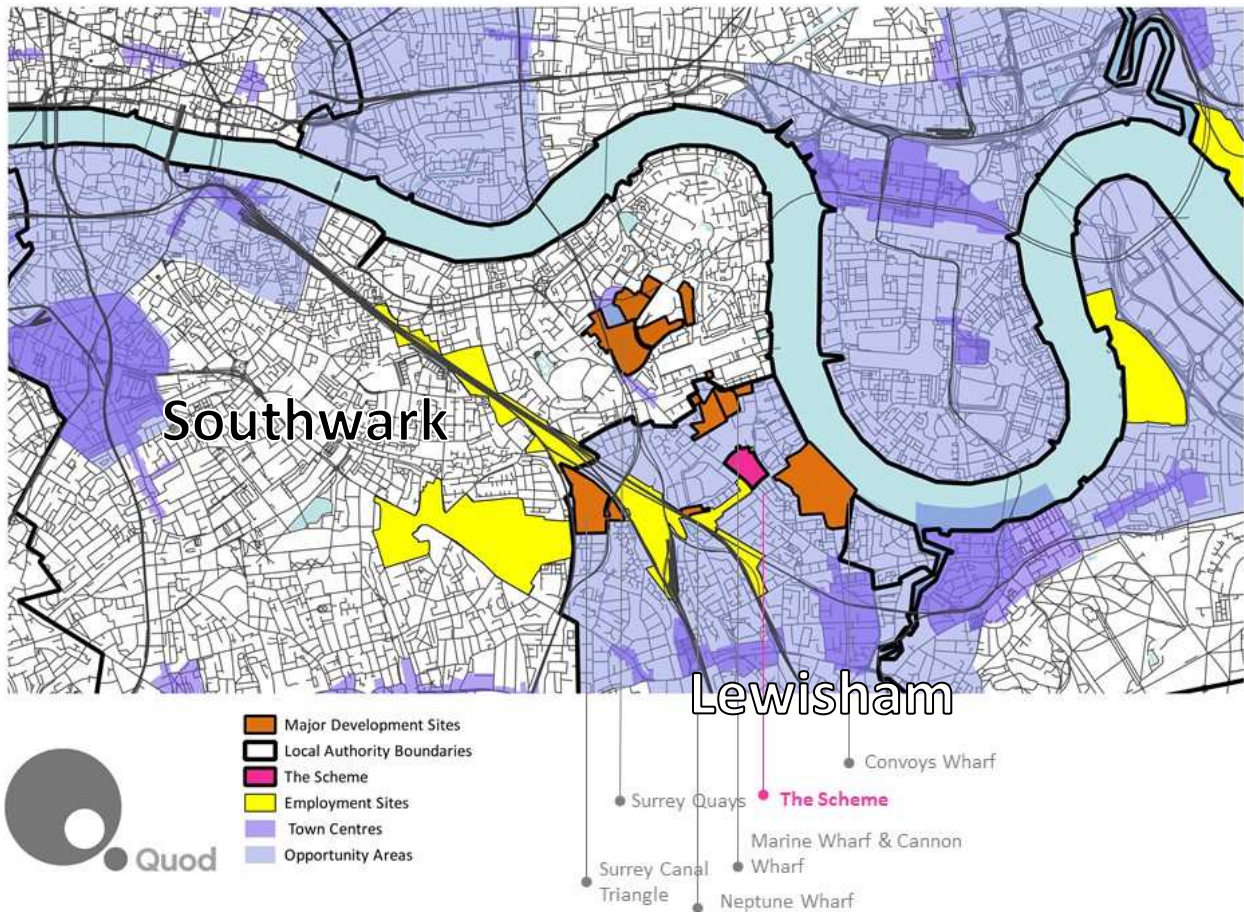 Southwark
Lewisham
Major Development Sites
Local Authority Boundaries
The Scheme
Employment Sites
Town Centres
Opportunity Areas
Quod
Convoys Wharf
Surrey Quays
The Scheme
Marine Wharf & Cannon
Wharf
Surrey Canal
Triangle
Neptune Wharf